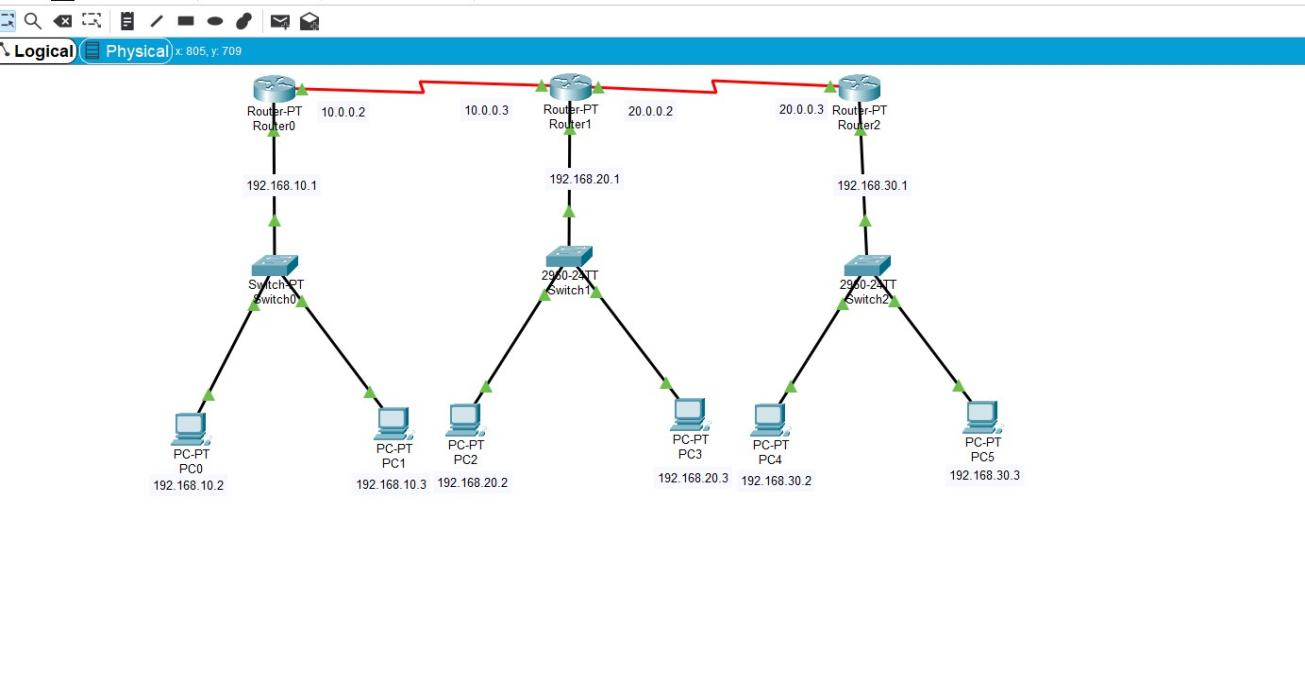 Logical
Physical
x: 805, y: 709
Router-PT
Router0
10.0.0.2
10.0.0.3
Router-PT
Router1
20.0.0.2
20.0.0.3
Router-PT
Router2
192.168.10.1
192.168.20.1
192.168.30.1
Switch-PT
Switch0
2960-24TT
Switch1
2960-24TT
Switch2
PC-PT
PC0
192.168.10.2
PC-PT
PC1
192.168.10.3
PC-PT
PC2
192.168.20.2
PC-PT
PC3
192.168.20.3
PC-PT
PC4
192.168.30.2
PC-PT
PC5
192.168.30.3